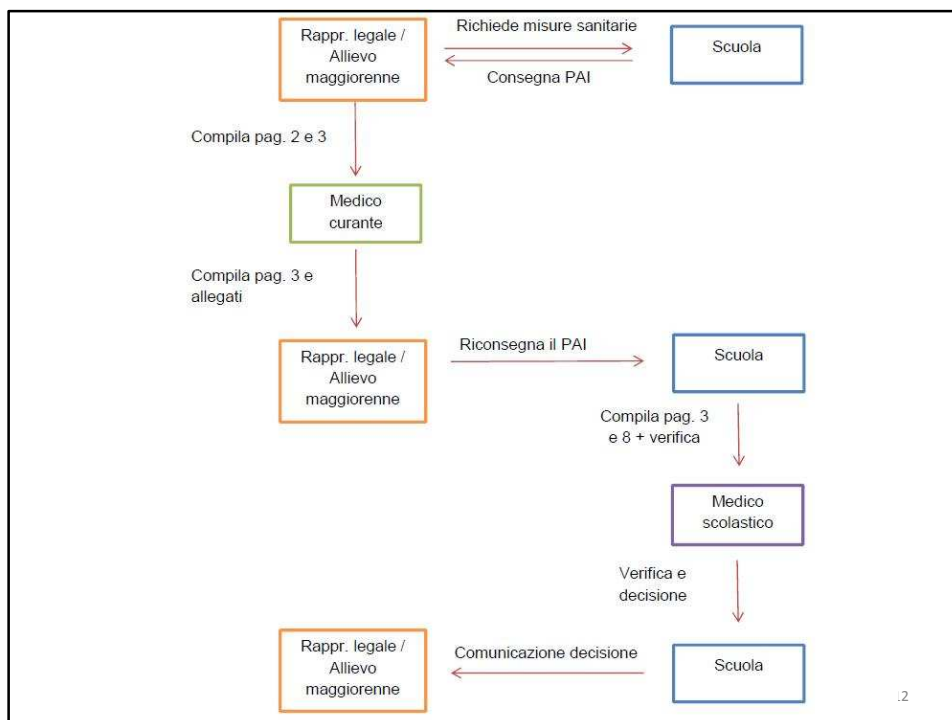 Rappr. legale /
Allievo
maggiorenne
Richiede misure sanitarie
Consegna PAI
Scuola
Compila pag. 2 e 3
Medico
curante
Compila pag. 3 e
allegati
Rappr. legale /
Allievo
maggiorenne
Riconsegna il PAI
Scuola
Compila pag. 3
e 8 + verifica
Medico
scolastico
Verifica e
decisione
Rappr. legale /
Allievo
maggiorenne
Comunicazione decisione
Scuola